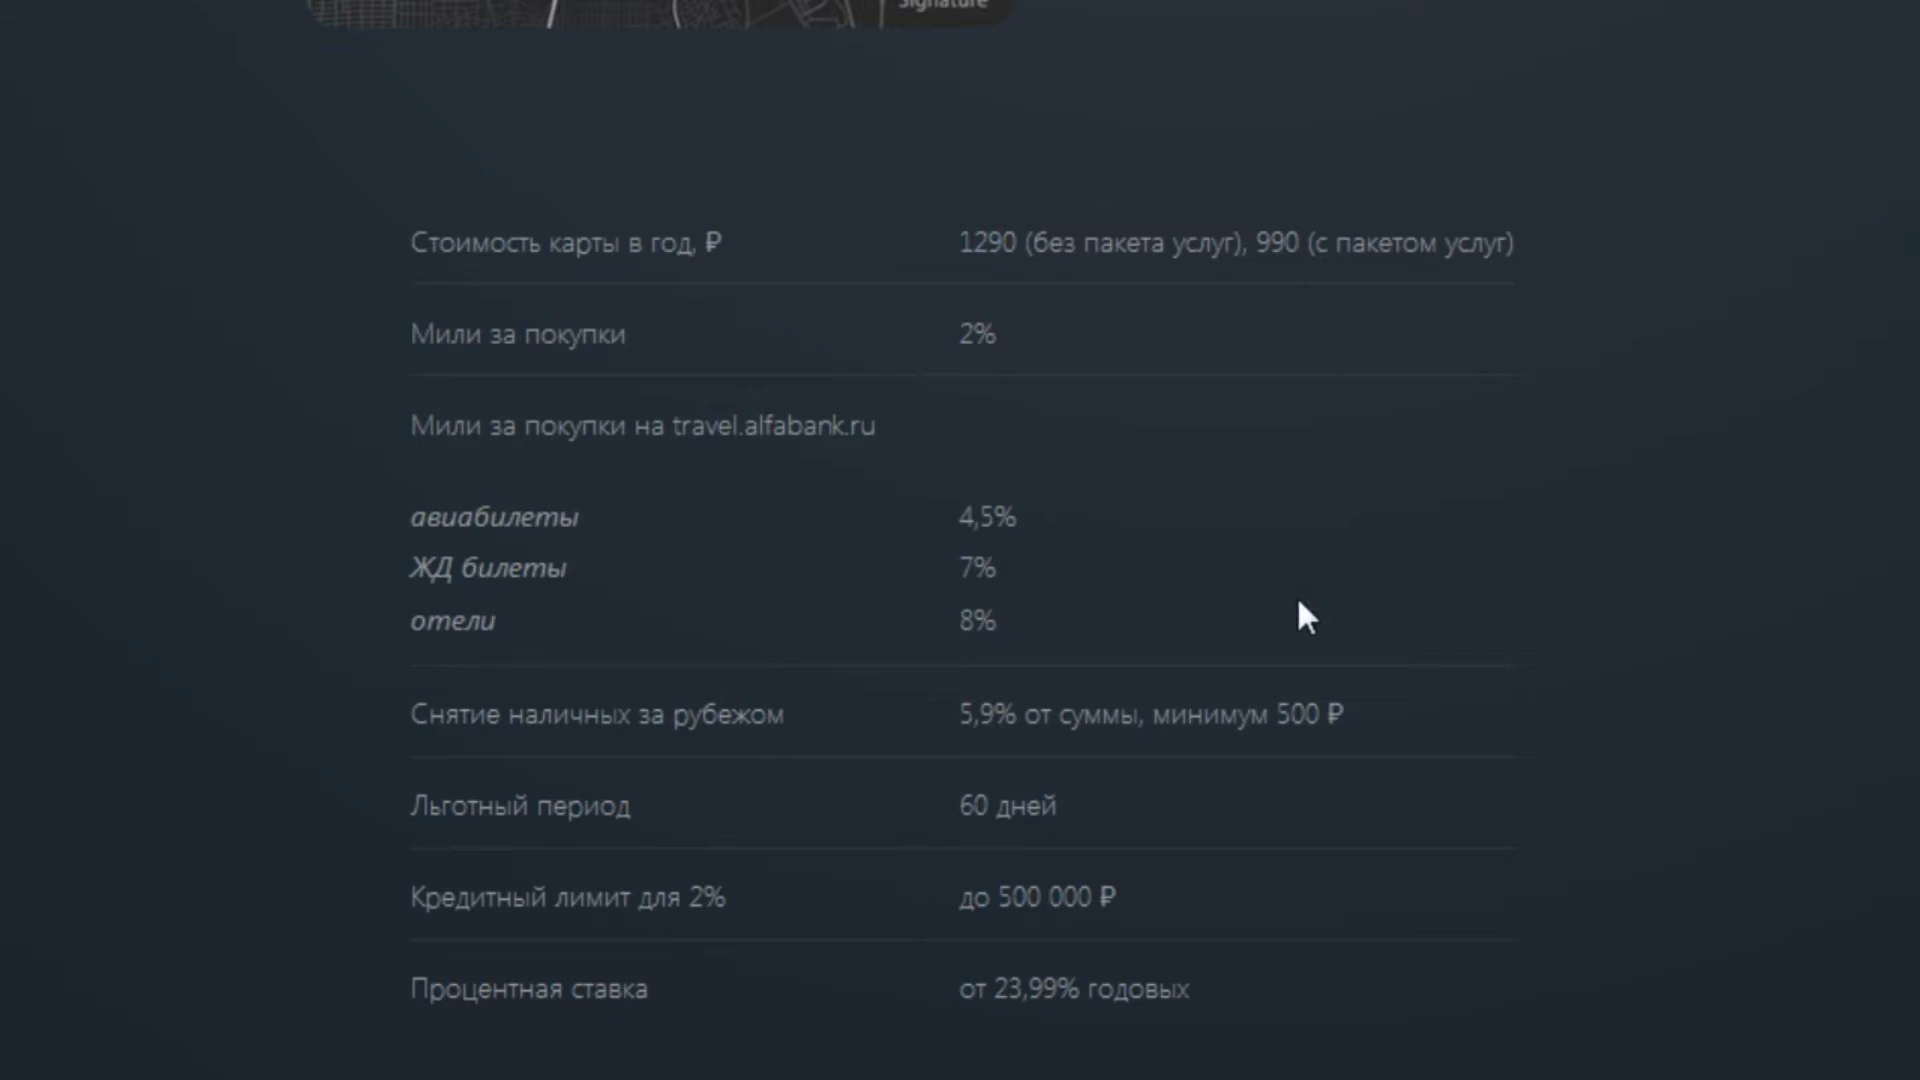 Signature
Стоимость карты в год, ₽ 1290 (без пакета услуг), 990 (с пакетом услуг)
Мили за покупки 2%
Мили за покупки на travel.alfabank.ru
авиабилеты 4,5%
ЖД билеты 7%
отели 8%
Снятие наличных за рубежом 5,9% от суммы, минимум 500 ₽
Льготный период 60 дней
Кредитный лимит для 2% до 500 000 ₽
Процентная ставка от 23,99% годовых